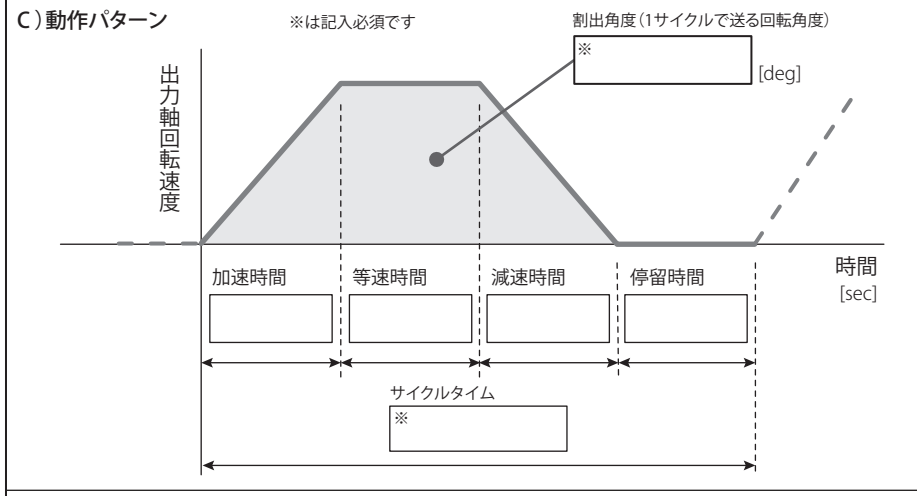 C）動作パターン
※は記入必須です
割出角度（1サイクルで送る回転角度）
※
[deg]
出力軸回転速度
時間
[sec]
加速時間
等速時間
減速時間
停留時間
サイクルタイム
※